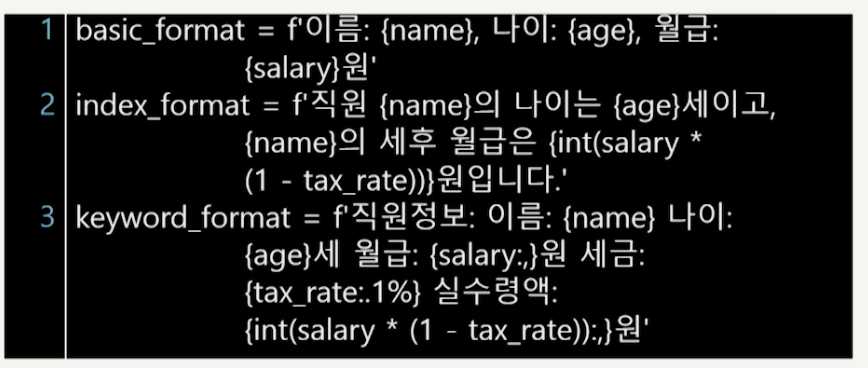 1 basic_format = f'이름: {name}, 나이: {age}, 월급:
{salary}원'
2 index_format = f'직원 {name}의 나이는 {age}세이고,
{name}의 세후 월급은 {int(salary *
(1 - tax_rate))}원입니다.'
3 keyword_format = f'직원정보: 이름: {name} 나이:
{age}세 월급: {salary:,}원 세금:
{tax_rate:.1%} 실수령액:
{int(salary * (1 - tax_rate)):,}원'